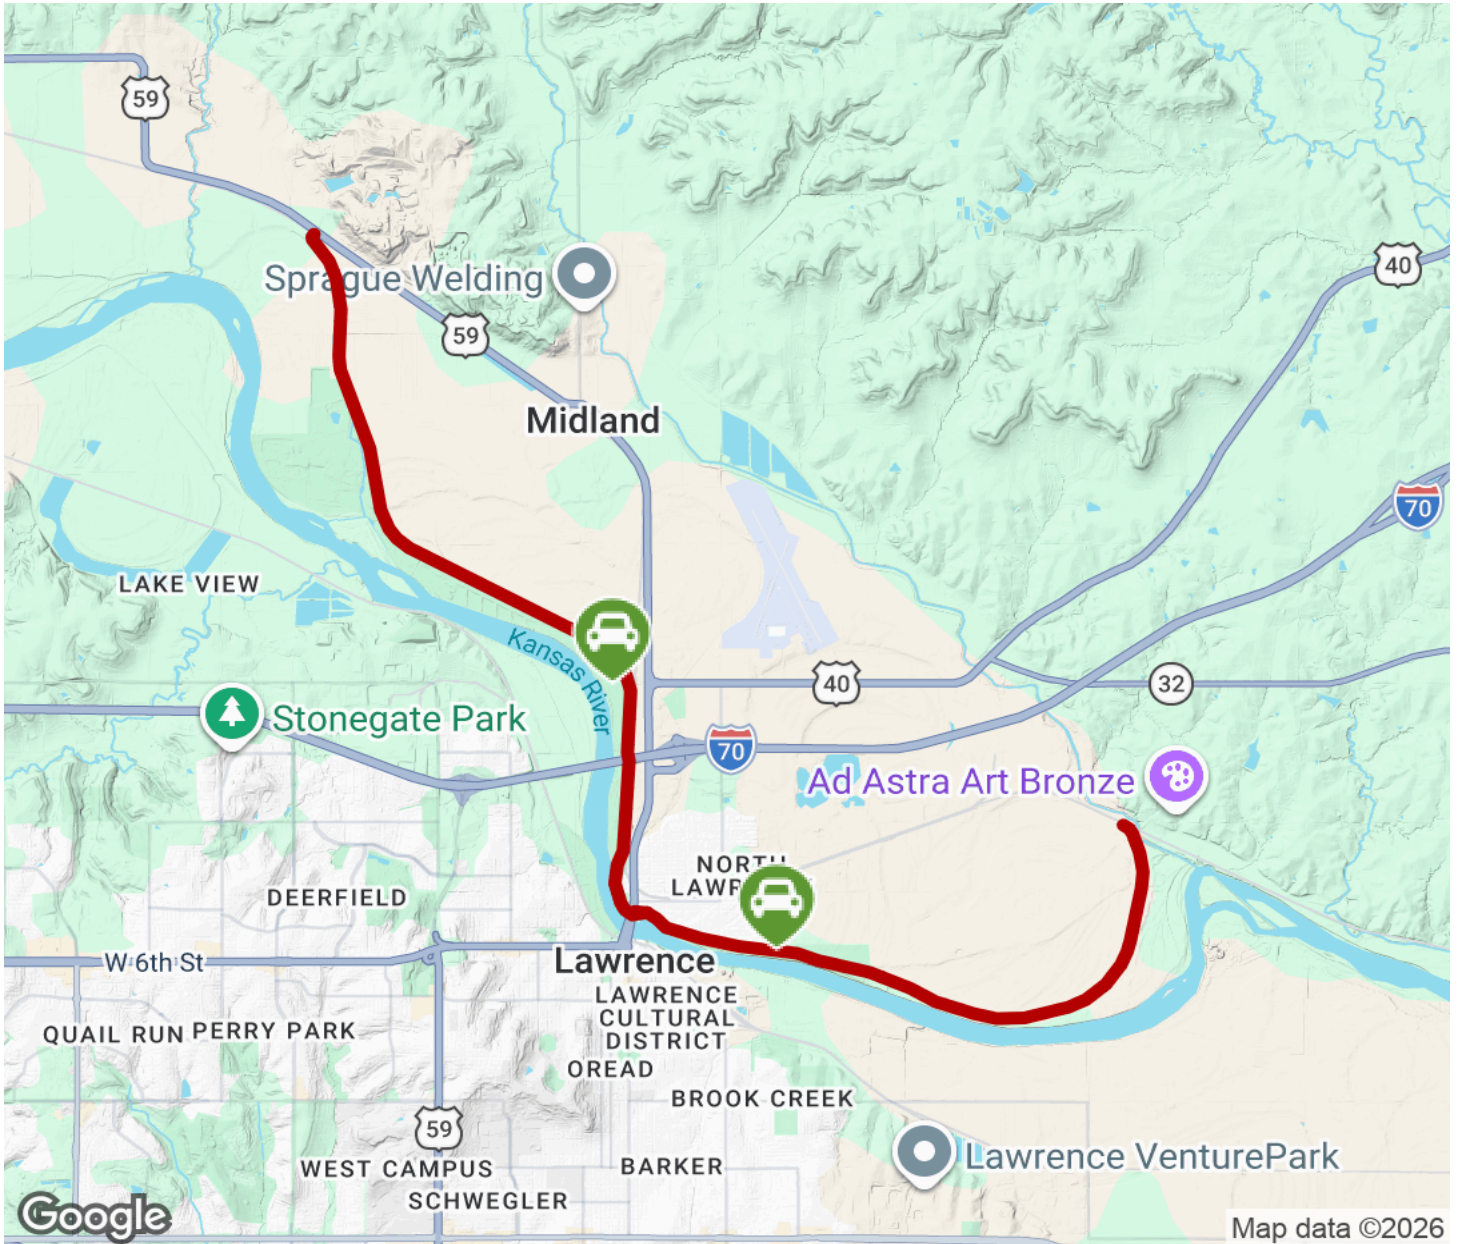 59
40
Sprague Welding
59
Midland
70
LAKE VIEW
Kansas River
40
32
Stonegate Park
70
Ad Astra Art Bronze
NORTH
DEERFIELD
W 6th St
Lawrence
LAWRENCE
CULTURAL
DISTRICT
QUAIL RUN
PERRY PARK
OREAD
BROOK CREEK
59
WEST CAMPUS
BARKER
Lawrence VenturePark
SCHWEGLER
Google
Map data ©2026